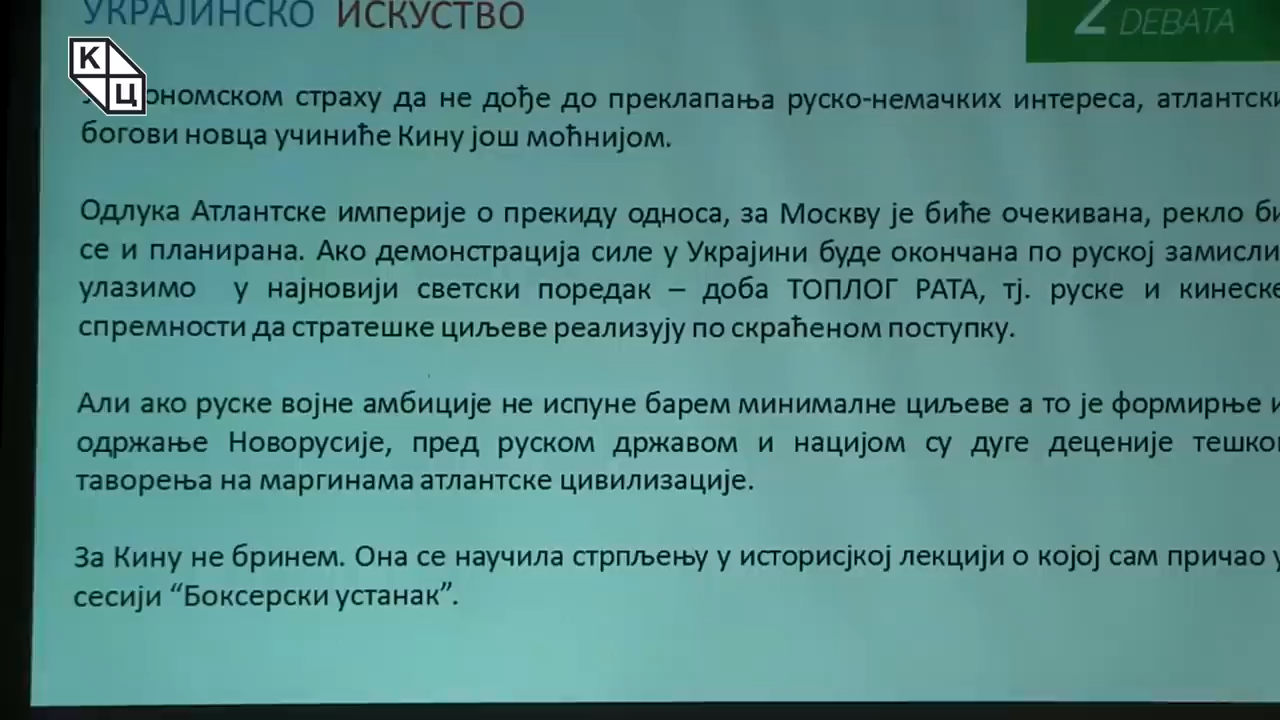 УКРАЈИНСКО ИСКУСТВО
2 DEBATA
К
Ц
страху да не дође до преклапања руско-немачких интереса, атлантски
богови новца учиниће Кину још моћнијом.
Одлука Атлантске империје о прекиду односа, за Москву је биће очекивана, рекло би
се и планирана. Ако демонстрација силе у Украјини буде окончана по руској замисли
улазимо у најновији светски поредак – доба ТОПЛОГ РАТА, тј. руске и кинеске
спремности да стратешке циљеве реализују по скраћеном поступку.
Али ако руске војне амбиције не испуне барем минималне циљеве а то је формирње и
одржање Новорусије, пред руском државом и нацијом су дуге деценије тешког
таворења на маргинама атлантске цивилизације.
За Кину не бринем. Она се научила стрпљењу у историсјкој лекцији о којој сам причао у
сесији “Боксерски устанак”.